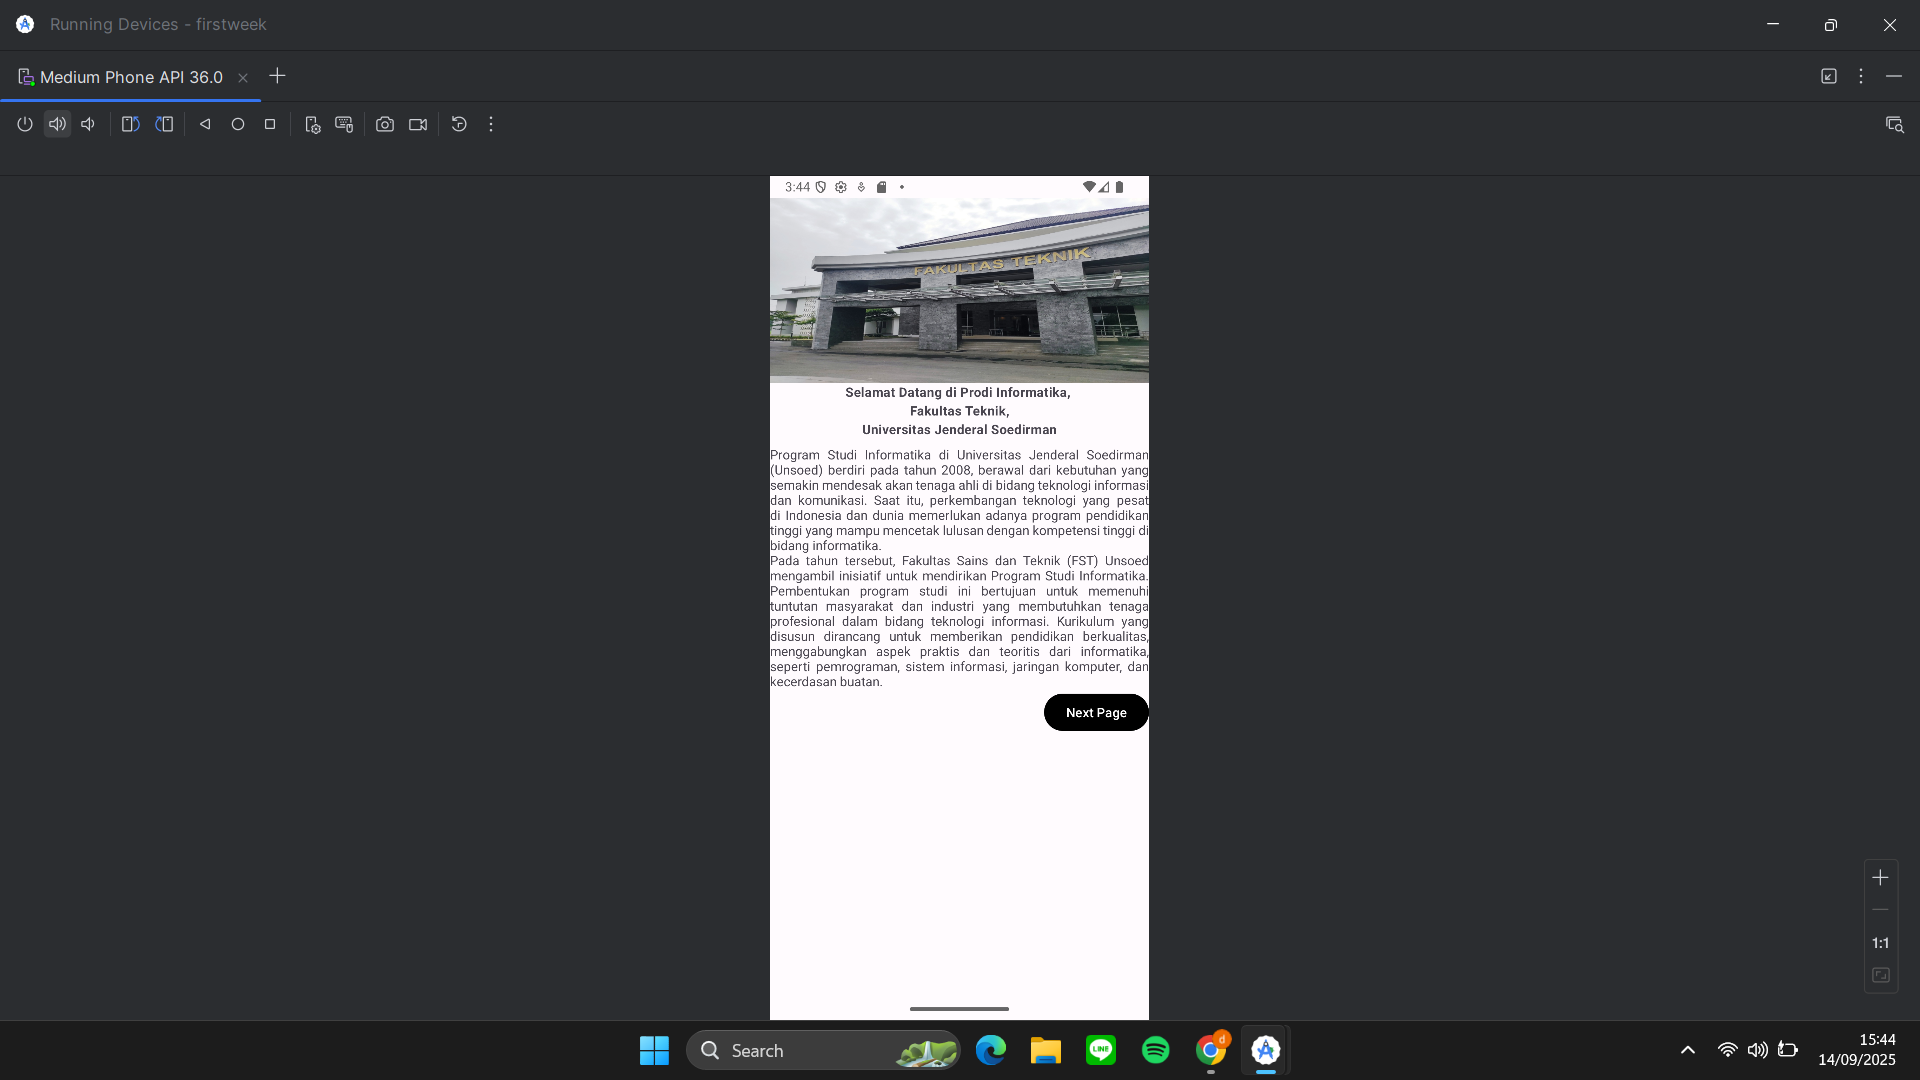 Running Devices - firstweek
Medium Phone API 36.0
3:44
FAKULTAS TEKNIK
Selamat Datang di Prodi Informatika,
Fakultas Teknik,
Universitas Jenderal Soedirman
Program Studi Informatika di Universitas Jenderal Soedirman
(Unsoed) berdiri pada tahun 2008, berawal dari kebutuhan yang
semakin mendesak akan tenaga ahli di bidang teknologi informasi
dan komunikasi. Saat itu, perkembangan teknologi yang pesat
di Indonesia dan dunia memerlukan adanya program pendidikan
tinggi yang mampu mencetak lulusan dengan kompetensi tinggi di
bidang informatika.
Pada tahun tersebut, Fakultas Sains dan Teknik (FST) Unsoed
mengambil inisiatif untuk mendirikan Program Studi Informatika.
Pembentukan program studi ini bertujuan untuk memenuhi
tuntutan masyarakat dan industri yang membutuhkan tenaga
profesional dalam bidang teknologi informasi. Kurikulum yang
disusun dirancang untuk memberikan pendidikan berkualitas,
menggabungkan aspek praktis dan teoritis dari informatika,
seperti pemrograman, sistem informasi, jaringan komputer, dan
kecerdasan buatan.
Next Page
1:1
Search
LINE
d
15:44
14/09/2025